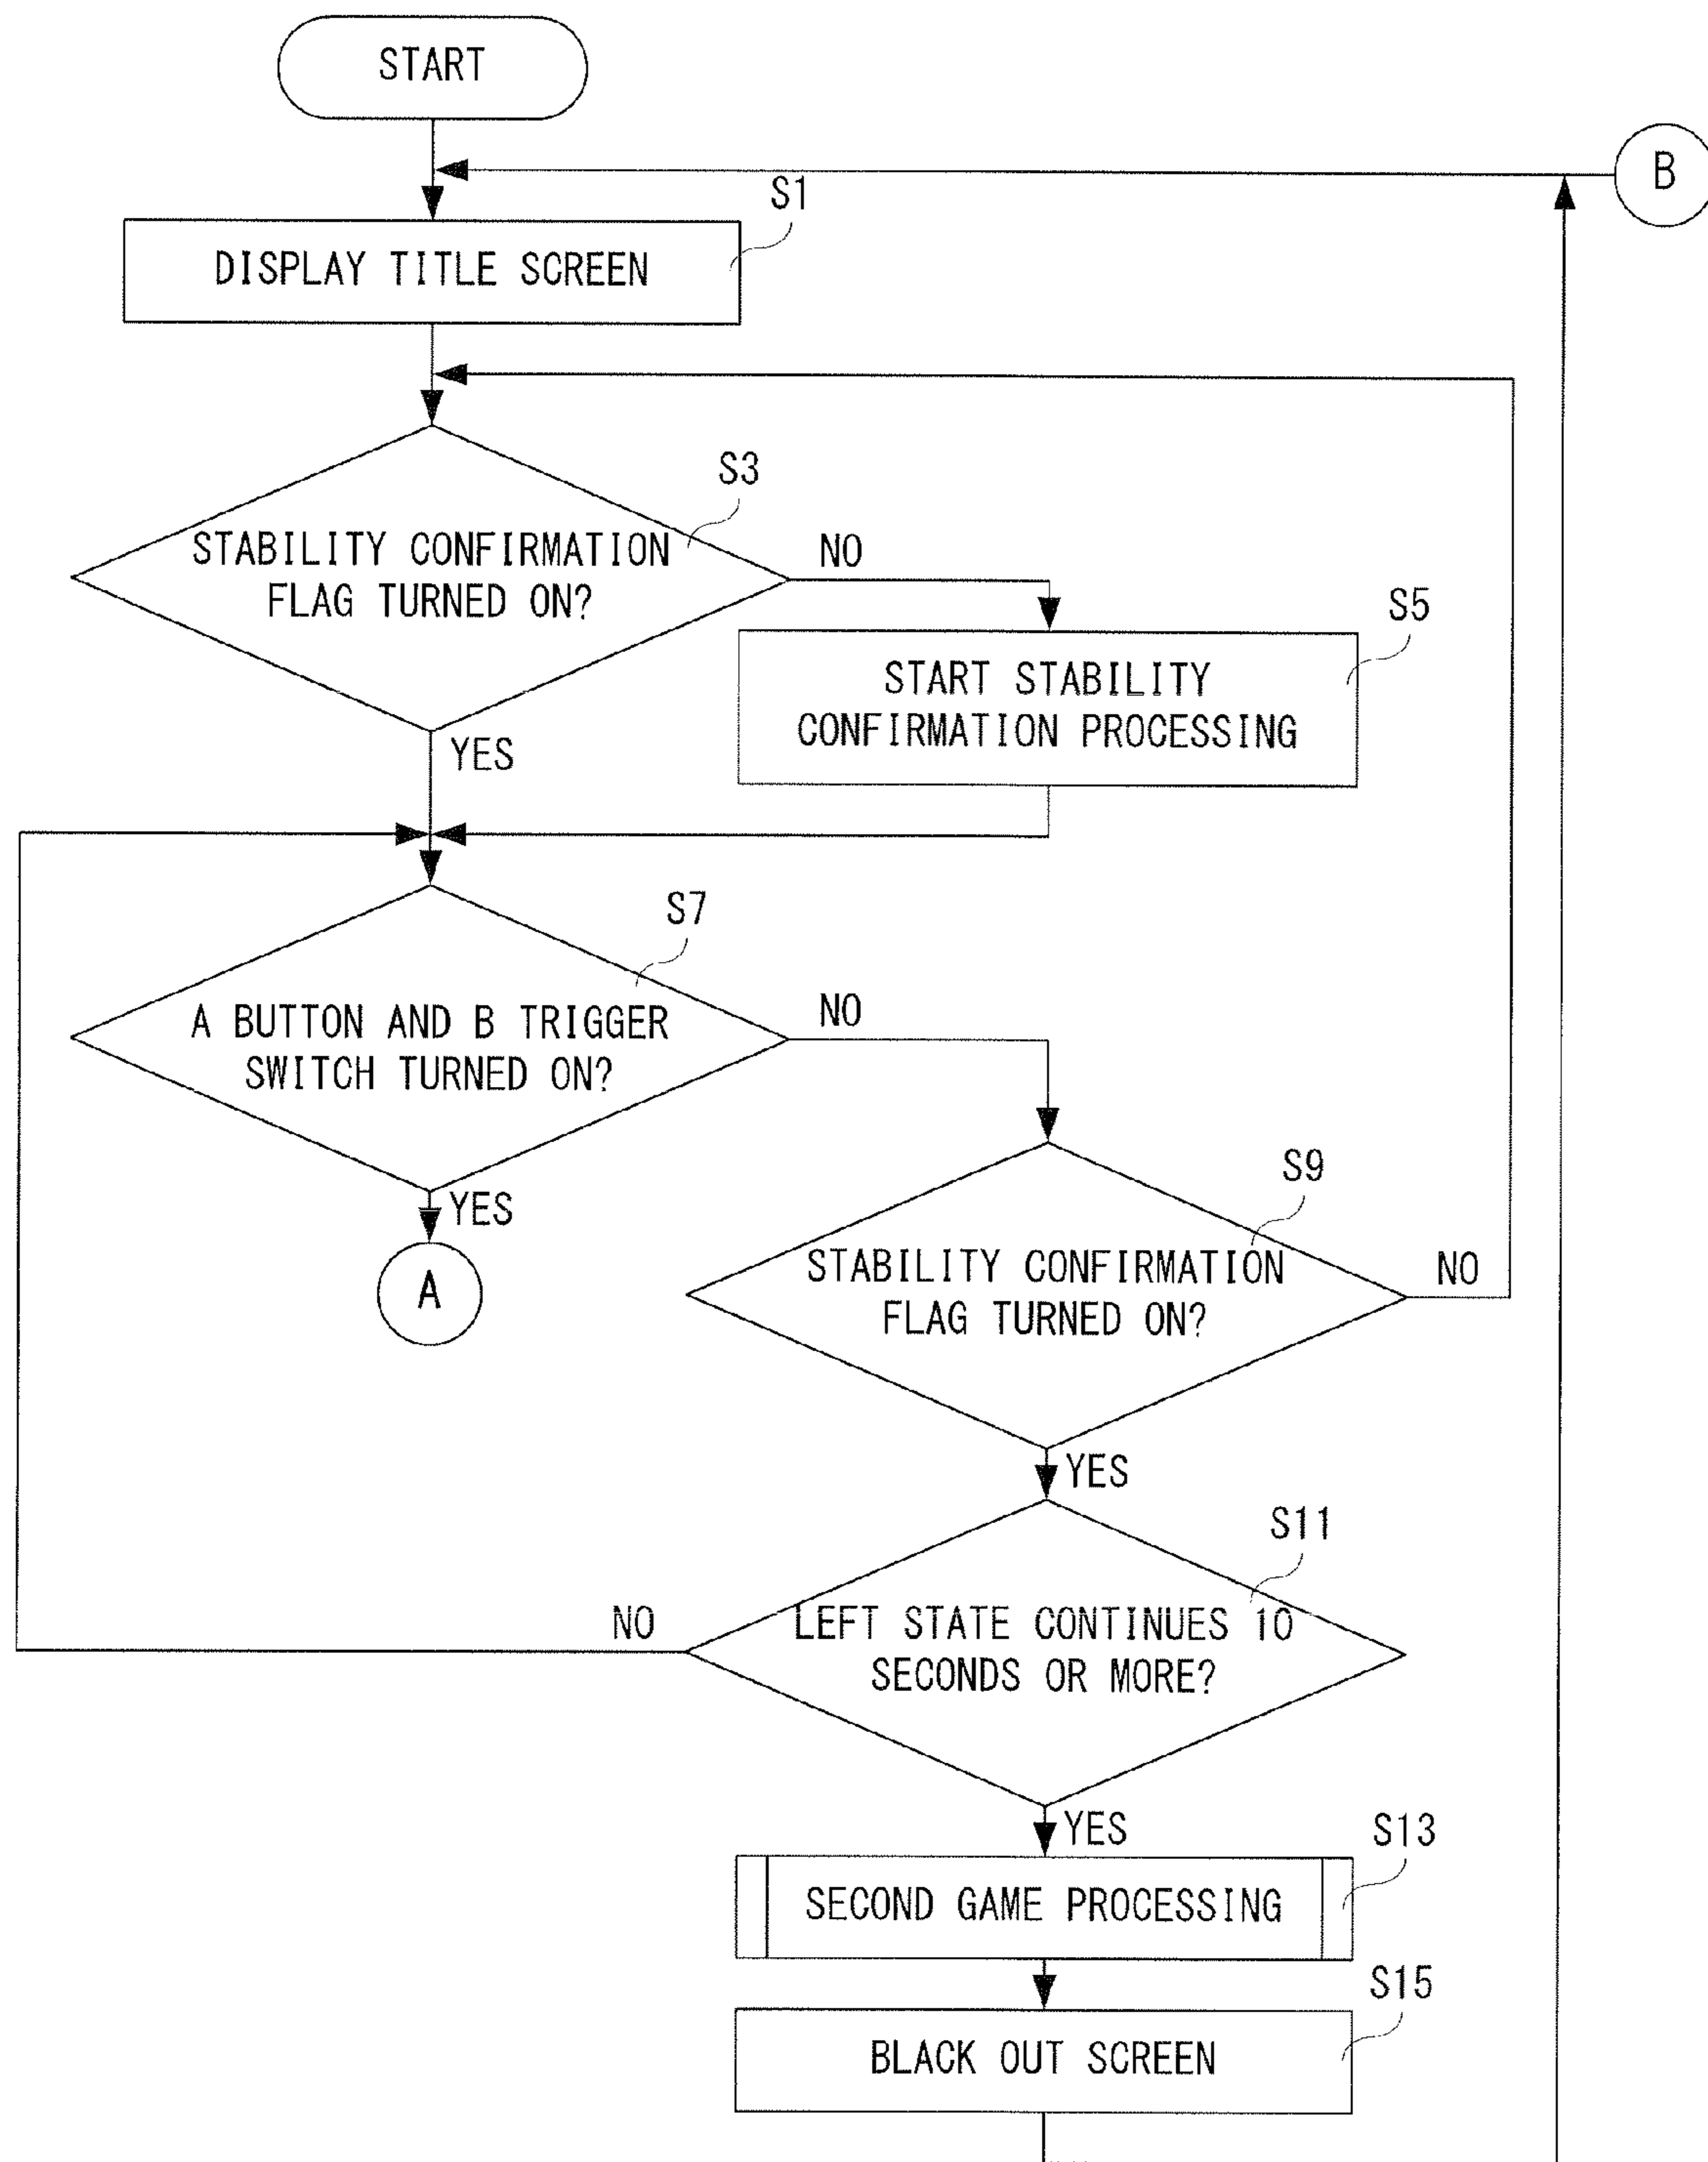 START
B
S1
DISPLAY TITLE SCREEN
S3
STABILITY CONFIRMATION
FLAG TURNED ON?
NO
S5
START STABILITY
CONFIRMATION PROCESSING
YES
S7
A BUTTON AND B TRIGGER
SWITCH TURNED ON?
NO
YES
A
S9
STABILITY CONFIRMATION
FLAG TURNED ON?
NO
YES
S11
LEFT STATE CONTINUES 10
SECONDS OR MORE?
NO
YES
S13
SECOND GAME PROCESSING
S15
BLACK OUT SCREEN